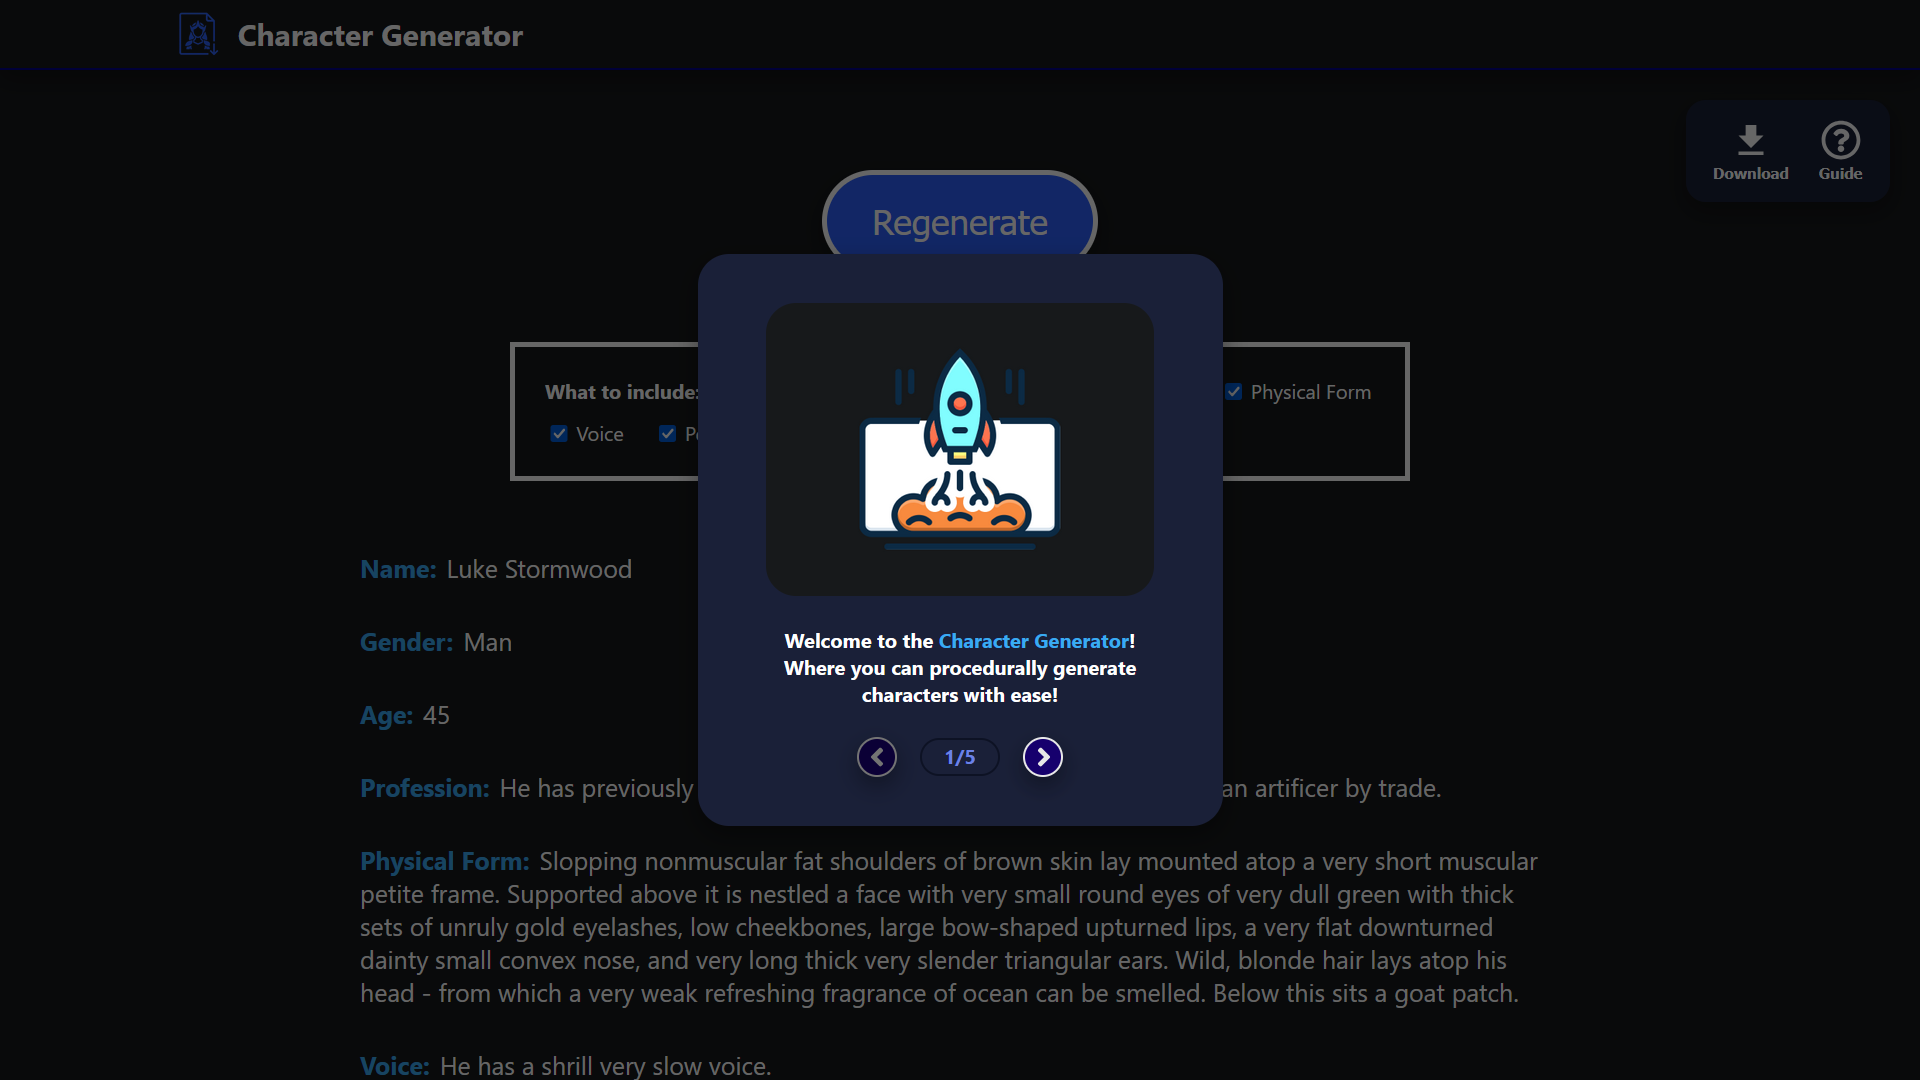 Character Generator
Download
Guide
Regenerate
What to include:
Physical Form
Voice
Name: Luke Stormwood
Gender: Man
Age: 45
Profession: He has previously
an artificer by trade.
Physical Form: Slopping nonmuscular fat shoulders of brown skin lay mounted atop a very short muscular
petite frame. Supported above it is nestled a face with very small round eyes of very dull green with thick
sets of unruly gold eyelashes, low cheekbones, large bow-shaped upturned lips, a very flat downturned
dainty small convex nose, and very long thick very slender triangular ears. Wild, blonde hair lays atop his
head - from which a very weak refreshing fragrance of ocean can be smelled. Below this sits a goat patch.
Voice: He has a shrill very slow voice.
Welcome to the Character Generator!
Where you can procedurally generate
characters with ease!
1/5